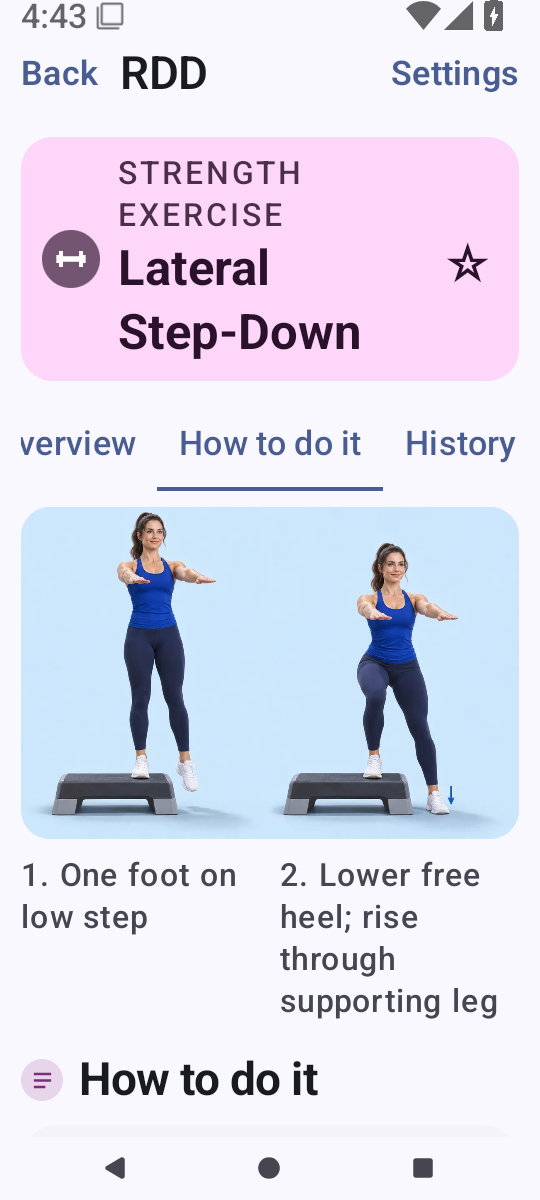 4:43
Back RDD Settings
STRENGTH
EXERCISE
Lateral
Step-Down
verview How to do it History
1. One foot on
low step
2. Lower free
heel; rise
through
supporting leg
How to do it